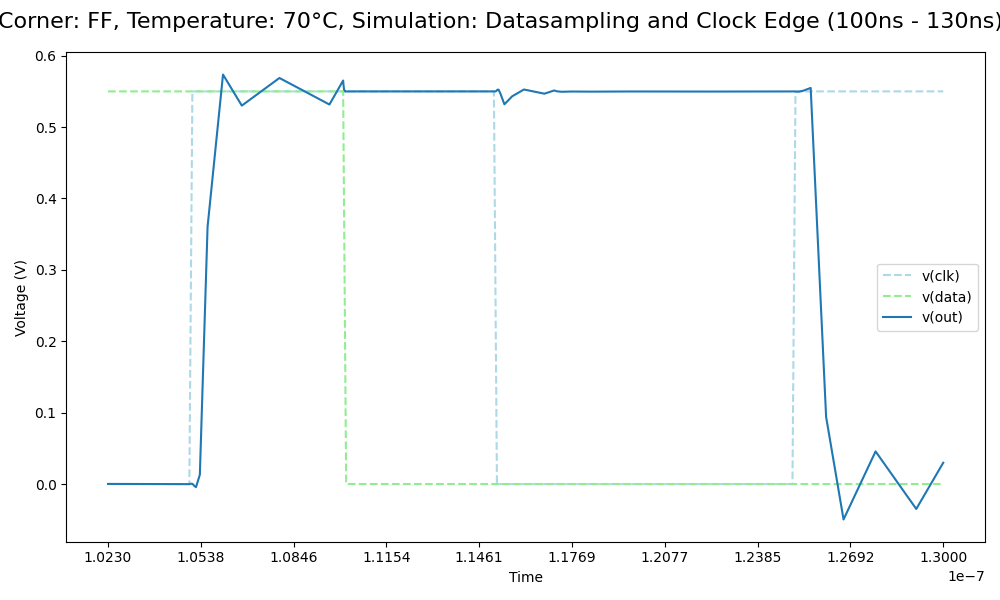 Corner: FF, Temperature: 70°C, Simulation: Datasampling and Clock Edge (100ns - 130ns)
0.6
0.5
0.4
0.3
0.2
0.1
0.0
Voltage (V)
v(clk)
v(data)
v(out)
1.0230 1.0538 1.0846 1.1154 1.1461 1.1769 1.2077 1.2385 1.2692 1.3000
1e−7
Time